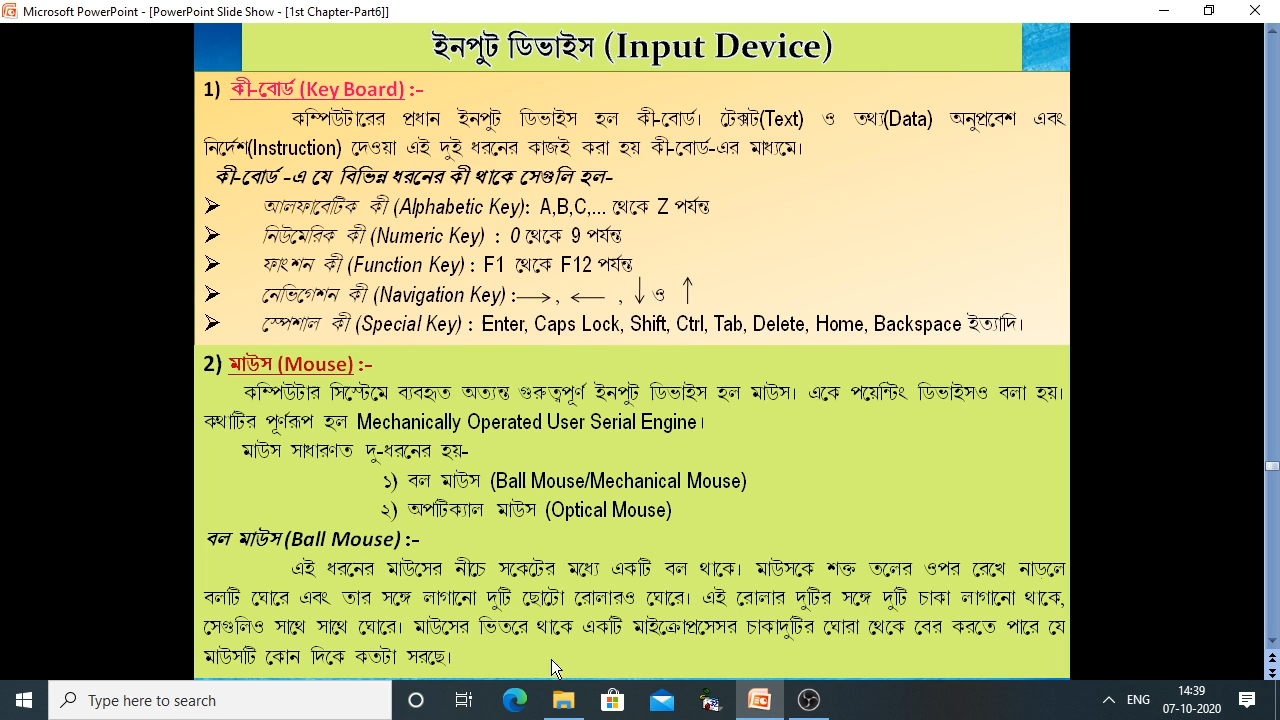 Microsoft PowerPoint - [PowerPoint Slide Show - [1st Chapter-Part6]]
ইনপুট ডিভাইস (Input Device)
1) কী-বোর্ড (Key Board) :-
কম্পিউটারের প্রধান ইনপুট ডিভাইস হল কী-বোর্ড। টেক্সট(Text) ও তথ্য(Data) অনুপ্রবেশ এবং
নির্দেশ(Instruction) দেওয়া এই দুই ধরনের কাজই করা হয় কী-বোর্ড-এর মাধ্যমে।
কী-বোর্ড -এ যে বিভিন্ন ধরনের কী থাকে সেগুলি হল-
➢ আলফাবেটিক কী (Alphabetic Key): A,B,C,... থেকে Z পর্যন্ত
➢ নিউমেরিক কী (Numeric Key) : 0 থেকে 9 পর্যন্ত
➢ ফাংশন কী (Function Key) : F1 থেকে F12 পর্যন্ত
➢ নেভিগেশন কী (Navigation Key) :→ , ← , ↓ ও ↑
➢ স্পেশাল কী (Special Key) : Enter, Caps Lock, Shift, Ctrl, Tab, Delete, Home, Backspace ইত্যাদি।
2) মাউস (Mouse) :-
কম্পিউটার সিস্টেমে ব্যবহৃত অত্যন্ত গুরুত্বপূর্ণ ইনপুট ডিভাইস হল মাউস। একে পয়েন্টিং ডিভাইসও বলা হয়।
কথাটির পূর্ণরূপ হল Mechanically Operated User Serial Engine।
মাউস সাধারণত দু-ধরনের হয়-
১) বল মাউস (Ball Mouse/Mechanical Mouse)
২) অপটিক্যাল মাউস (Optical Mouse)
বল মাউস (Ball Mouse) :-
এই ধরনের মাউসের নীচে সকেটের মধ্যে একটি বল থাকে। মাউসকে শক্ত তলের ওপর রেখে নাড়লে
বলটি ঘোরে এবং তার সঙ্গে লাগানো দুটি ছোটো রোলারও ঘোরে। এই রোলার দুটির সঙ্গে দুটি চাকা লাগানো থাকে,
সেগুলিও সাথে সাথে ঘোরে। মাউসের ভিতরে থাকে একটি মাইক্রোপ্রসেসর চাকাদুটির ঘোরা থেকে বের করতে পারে যে
মাউসটি কোন দিকে কতটা সরছে।
Type here to search
ENG
14:39
07-10-2020